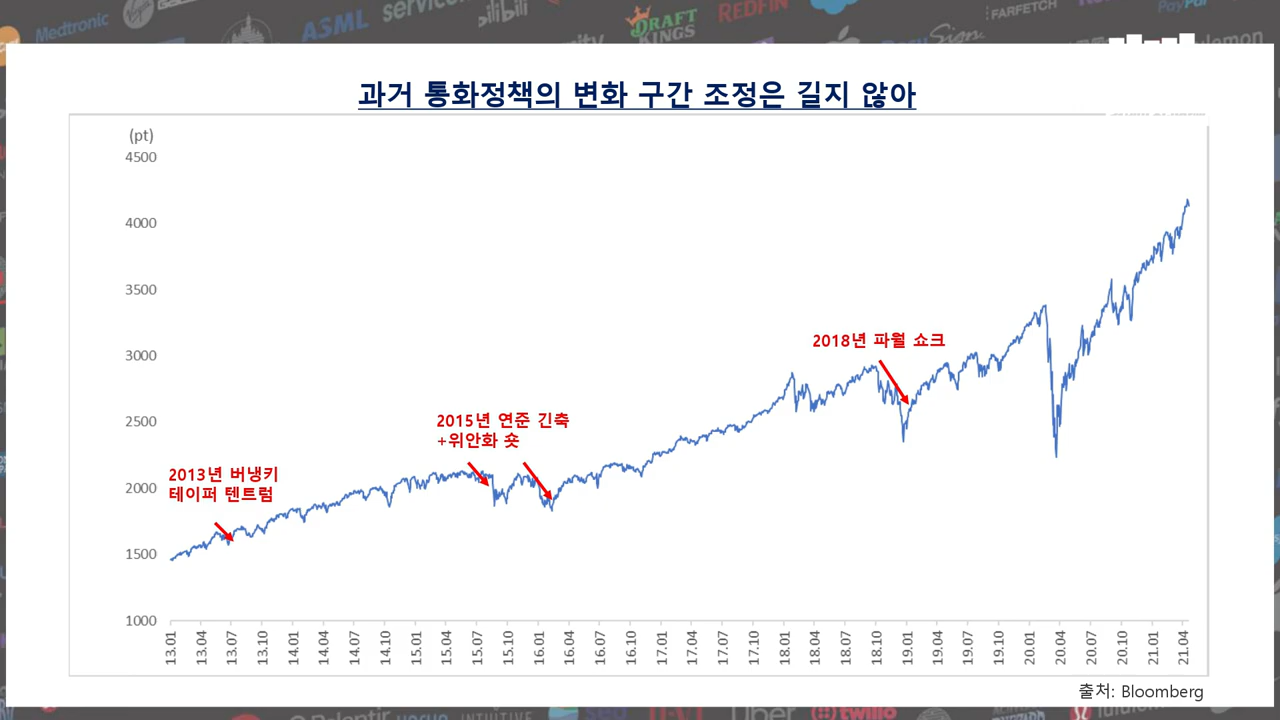 Medtronic
ASML
DRAFT
KINGS
REDFIN
FARFETCH
PayPal
Sign
과거 통화정책의 변화 구간 조정은 길지 않아
(pt)
4500
4000
3500
3000
2500
2000
1500
1000
2018년 파월 쇼크
2015년 연준 긴축
+위안화 숏
2013년 버냉키
테이퍼 텐트럼
13.01 13.04 13.07 13.10 14.01 14.04 14.07 14.10 15.01 15.04 15.07 15.10 16.01 16.04 16.07 16.10 17.01 17.04 17.07 17.10 18.01 18.04 18.07 18.10 19.01 19.04 19.07 19.10 20.01 20.04 20.07 20.10 21.01 21.04
출처: Bloomberg
INTUITIVE
Uber
twilio